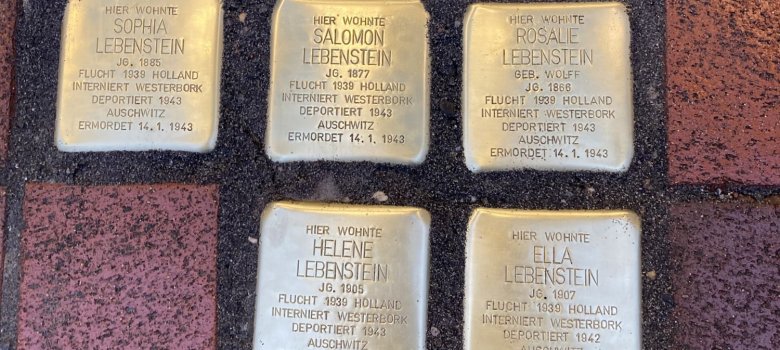 HIER WOHNTE
SOPHIA
LEBENSTEIN
JG. 1885
FLUCHT 1939 HOLLAND
INTERNIERT WESTERBORK
DEPORTIERT 1943
AUSCHWITZ
ERMORDET 14.1.1943
HIER WOHNTE
SALOMON
LEBENSTEIN
JG. 1877
FLUCHT 1939 HOLLAND
INTERNIERT WESTERBORK
DEPORTIERT 1943
AUSCHWITZ
ERMORDET 14.1.1943
HIER WOHNTE
ROSALIE
LEBENSTEIN
GEB. WOLFF
JG. 1866
FLUCHT 1939 HOLLAND
INTERNIERT WESTERBORK
DEPORTIERT 1943
AUSCHWITZ
ERMORDET 14.1.1943
HIER WOHNTE
HELENE
LEBENSTEIN
JG. 1905
FLUCHT 1939 HOLLAND
INTERNIERT WESTERBORK
DEPORTIERT 1943
AUSCHWITZ
HIER WOHNTE
ELLA
LEBENSTEIN
JG. 1907
FLUCHT 1939 HOLLAND
INTERNIERT WESTERBORK
DEPORTIERT 1942
AUSCHWITZ